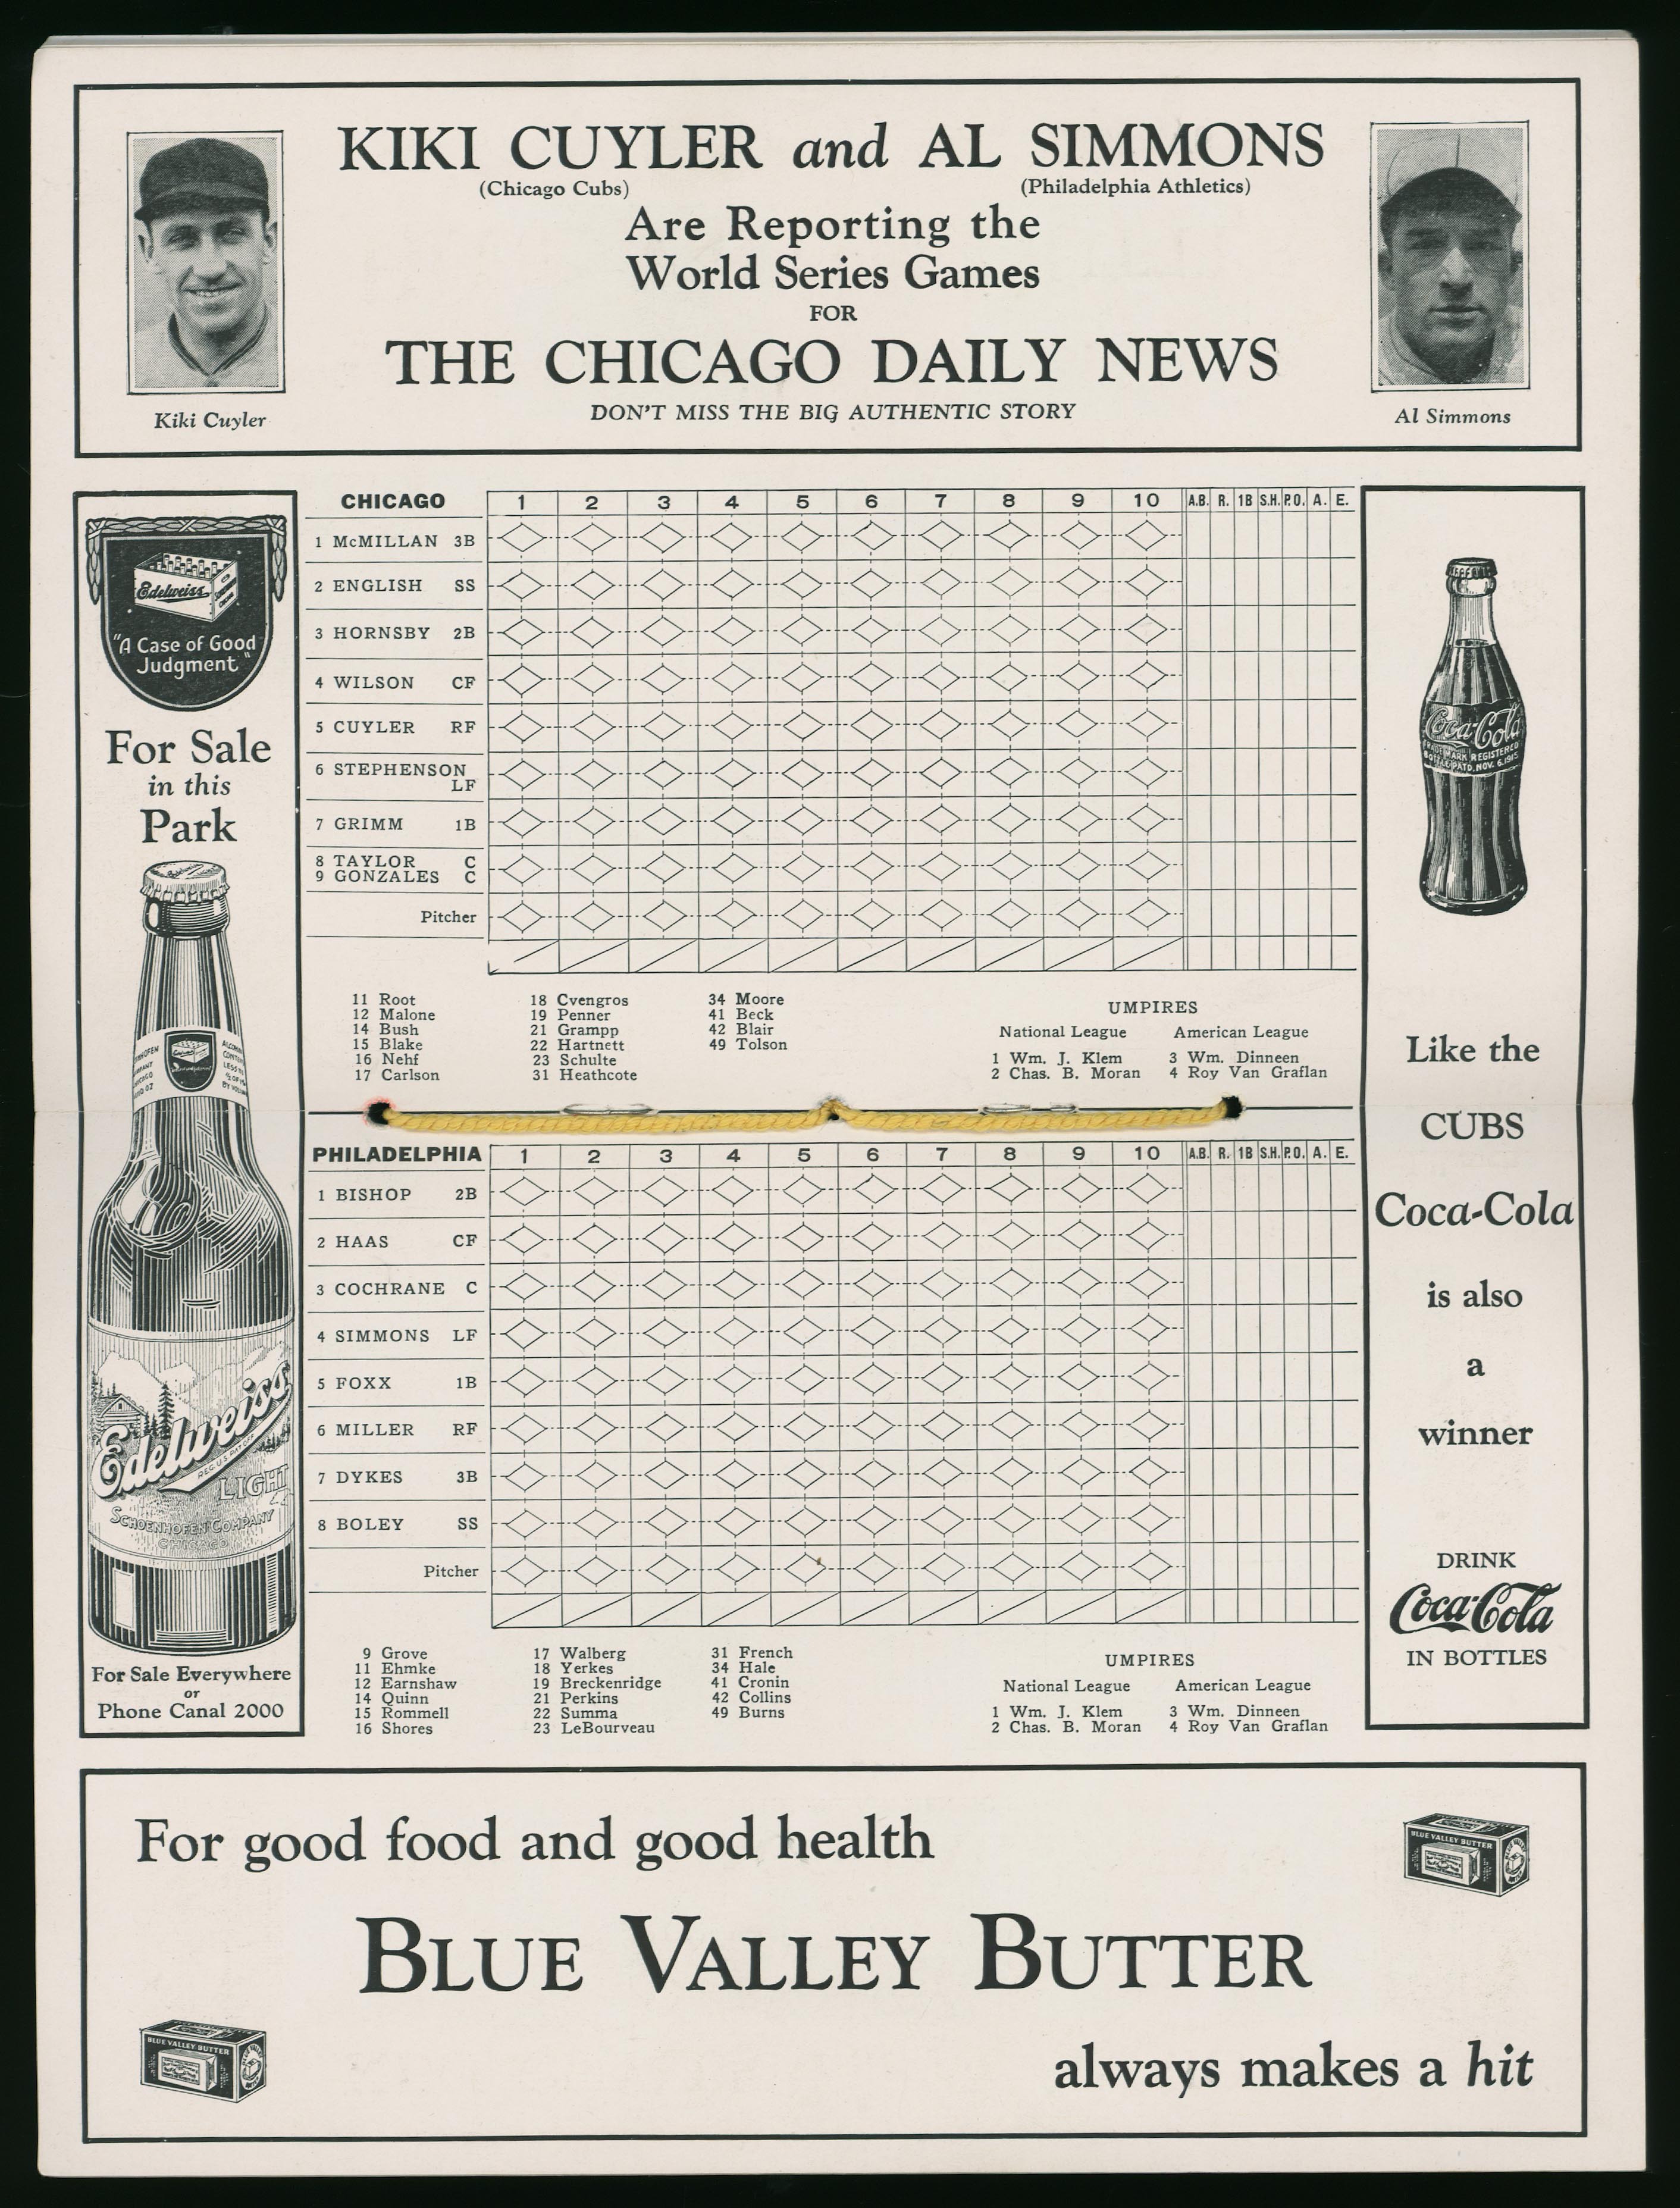 KIKI CUYLER and AL SIMMONS
(Chicago Cubs) (Philadelphia Athletics)
Are Reporting the
World Series Games
FOR
THE CHICAGO DAILY NEWS
DON'T MISS THE BIG AUTHENTIC STORY
Kiki Cuyler
Al Simmons
Edelweiss
"A Case of Good
Judgment"
For Sale
in this
Park
Edelweiss
REG. U.S. PAT. OFF.
LIGHT
SCHOENHOFEN COMPANY
CHICAGO
For Sale Everywhere
or
Phone Canal 2000
CHICAGO 1 2 3 4 5 6 7 8 9 10 A.B. R. 1B S.H. P.O. A. E.
1 McMILLAN 3B
2 ENGLISH SS
3 HORNSBY 2B
4 WILSON CF
5 CUYLER RF
6 STEPHENSON
LF
7 GRIMM 1B
8 TAYLOR C
9 GONZALES C
Pitcher
11 Root
12 Malone
14 Bush
15 Blake
16 Nehf
17 Carlson
18 Cvengros
19 Penner
21 Grampp
22 Hartnett
23 Schulte
31 Heathcote
34 Moore
41 Beck
42 Blair
49 Tolson
UMPIRES
National League American League
1 Wm. J. Klem 3 Wm. Dinneen
2 Chas. B. Moran 4 Roy Van Graflan
PHILADELPHIA 1 2 3 4 5 6 7 8 9 10 A.B. R. 1B S.H. P.O. A. E.
1 BISHOP 2B
2 HAAS CF
3 COCHRANE C
4 SIMMONS LF
5 FOXX 1B
6 MILLER RF
7 DYKES 3B
8 BOLEY SS
Pitcher
9 Grove
11 Ehmke
12 Earnshaw
14 Quinn
15 Rommell
16 Shores
17 Walberg
18 Yerkes
19 Breckenridge
21 Perkins
22 Summa
23 LeBourveau
31 French
34 Hale
41 Cronin
42 Collins
49 Burns
UMPIRES
National League American League
1 Wm. J. Klem 3 Wm. Dinneen
2 Chas. B. Moran 4 Roy Van Graflan
Coca-Cola
TRADE MARK REGISTERED
BOTTLE PAT'D. NOV. 6, 1915
Like the
CUBS
Coca-Cola
is also
a
winner
DRINK
Coca-Cola
IN BOTTLES
For good food and good health
BLUE VALLEY BUTTER
always makes a hit
BLUE VALLEY BUTTER
BLUE VALLEY BUTTER